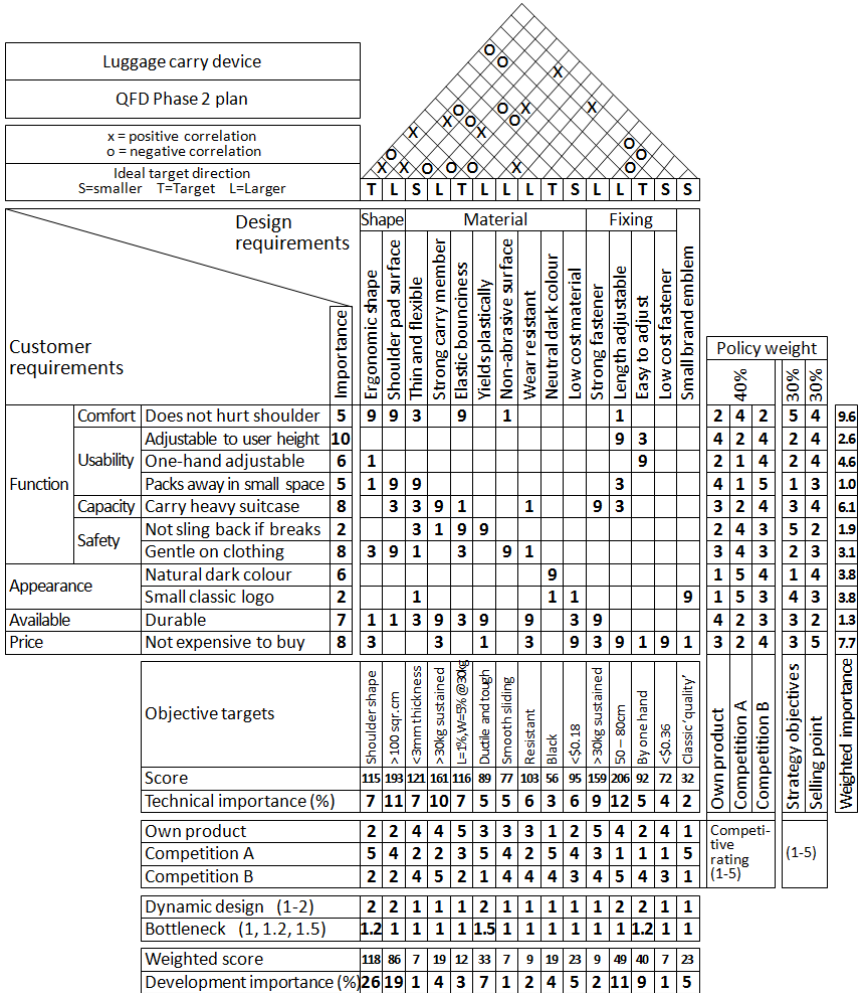 O
O X
Luggage carry device
QFD Phase 2 plan
O O X X
X O O
x = positive correlation
o = negative correlation
X X O
O O
Ideal target direction
S=smaller T=Target L=Larger
X X O O O X O
T L S L T L L L T S L L T S S
Design requirements
Shape Material Fixing
Ergonomic shape
Shoulder pad surface
Thin and flexible
Strong carry member
Elastic bounciness
Yields plastically
Non-abrasive surface
Wear resistant
Neutral dark colour
Low cost material
Strong fastener
Length adjustable
Easy to adjust
Low cost fastener
Small brand emblem
Customer requirements
Importance
Policy weight
40% 30% 30%
Function Comfort Does not hurt shoulder 5 9 9 3 9 1 1 2 4 2 5 4 9.6
Usability Adjustable to user height 10 9 3 4 2 4 2 4 2.6
One-hand adjustable 6 1 9 2 1 4 2 4 4.6
Packs away in small space 5 1 9 9 3 4 1 5 1 3 1.0
Capacity Carry heavy suitcase 8 3 3 9 1 1 9 3 3 2 4 3 4 6.1
Safety Not sling back if breaks 2 3 1 9 9 2 4 3 5 2 1.9
Gentle on clothing 8 3 9 1 3 9 1 3 4 3 2 3 3.1
Appearance Natural dark colour 6 9 1 5 4 1 4 3.8
Small classic logo 2 1 1 1 9 1 5 3 4 3 3.8
Available Durable 7 1 1 3 9 3 9 9 3 9 4 2 3 3 2 1.3
Price Not expensive to buy 8 3 3 1 3 9 3 9 1 9 1 3 2 4 3 5 7.7
Objective targets
Shoulder shape
>100 sqr.cm
<3mm thickness
>30kg sustained
L=1%,W=5% @30kg
Ductile and tough
Smooth sliding
Resistant
Black
<$0.18
>30kg sustained
50 – 80cm
By one hand
<$0.36
Classic 'quality'
Own product
Competition A
Competition B
Strategy objectives
Selling point
Weighted importance
Score 115 193 121 161 116 89 77 103 56 95 159 206 92 72 32
Technical importance (%) 7 11 7 10 7 5 5 6 3 6 9 12 5 4 2
Own product 2 2 4 4 5 3 3 3 1 2 5 4 2 4 1
Competition A 5 4 2 2 3 5 4 2 5 4 3 1 1 1 5
Competition B 2 2 4 5 2 1 4 4 4 3 4 5 4 3 1
Competi-
tive
rating
(1-5)
(1-5)
Dynamic design (1-2) 2 2 1 1 1 2 1 1 1 1 1 2 2 1 1
Bottleneck (1, 1.2, 1.5) 1.2 1 1 1 1 1.5 1 1 1 1 1 1 1.2 1 1
Weighted score 118 86 7 19 12 33 7 9 19 23 9 49 40 7 23
Development importance (%) 26 19 1 4 3 7 1 2 4 5 2 11 9 1 5